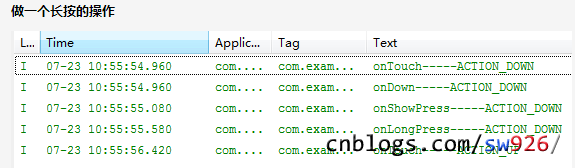 做一个长按的操作
L... Time Applic... Tag Text
I 07-23 10:55:54.960 com.... com.exam... onTouch-----ACTION_DOWN
I 07-23 10:55:54.960 com.... com.exam... onDown-----ACTION_DOWN
I 07-23 10:55:55.080 com.... com.exam... onShowPress-----ACTION_DOWN
I 07-23 10:55:55.580 com.... com.exam... onLongPress-----ACTION_DOWN
I 07-23 10:55:56.420 com.... com.exam... onTouch-----ACTION_UP
cnblogs.com/sw926/